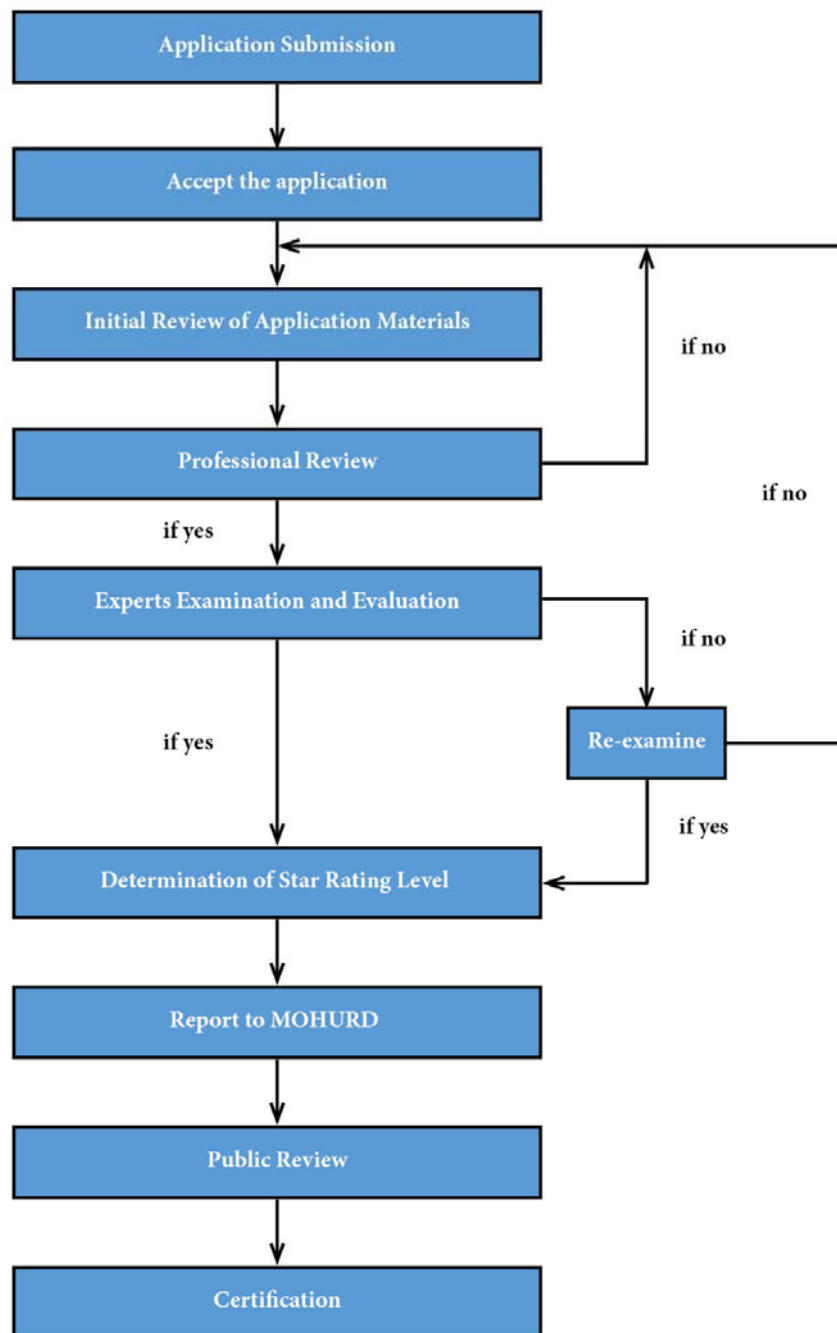 Application Submission
Accept the application
Initial Review of Application Materials
if no
Professional Review
if no
if yes
Experts Examination and Evaluation
if no
if yes
Re-examine
if yes
Determination of Star Rating Level
Report to MOHURD
Public Review
Certification